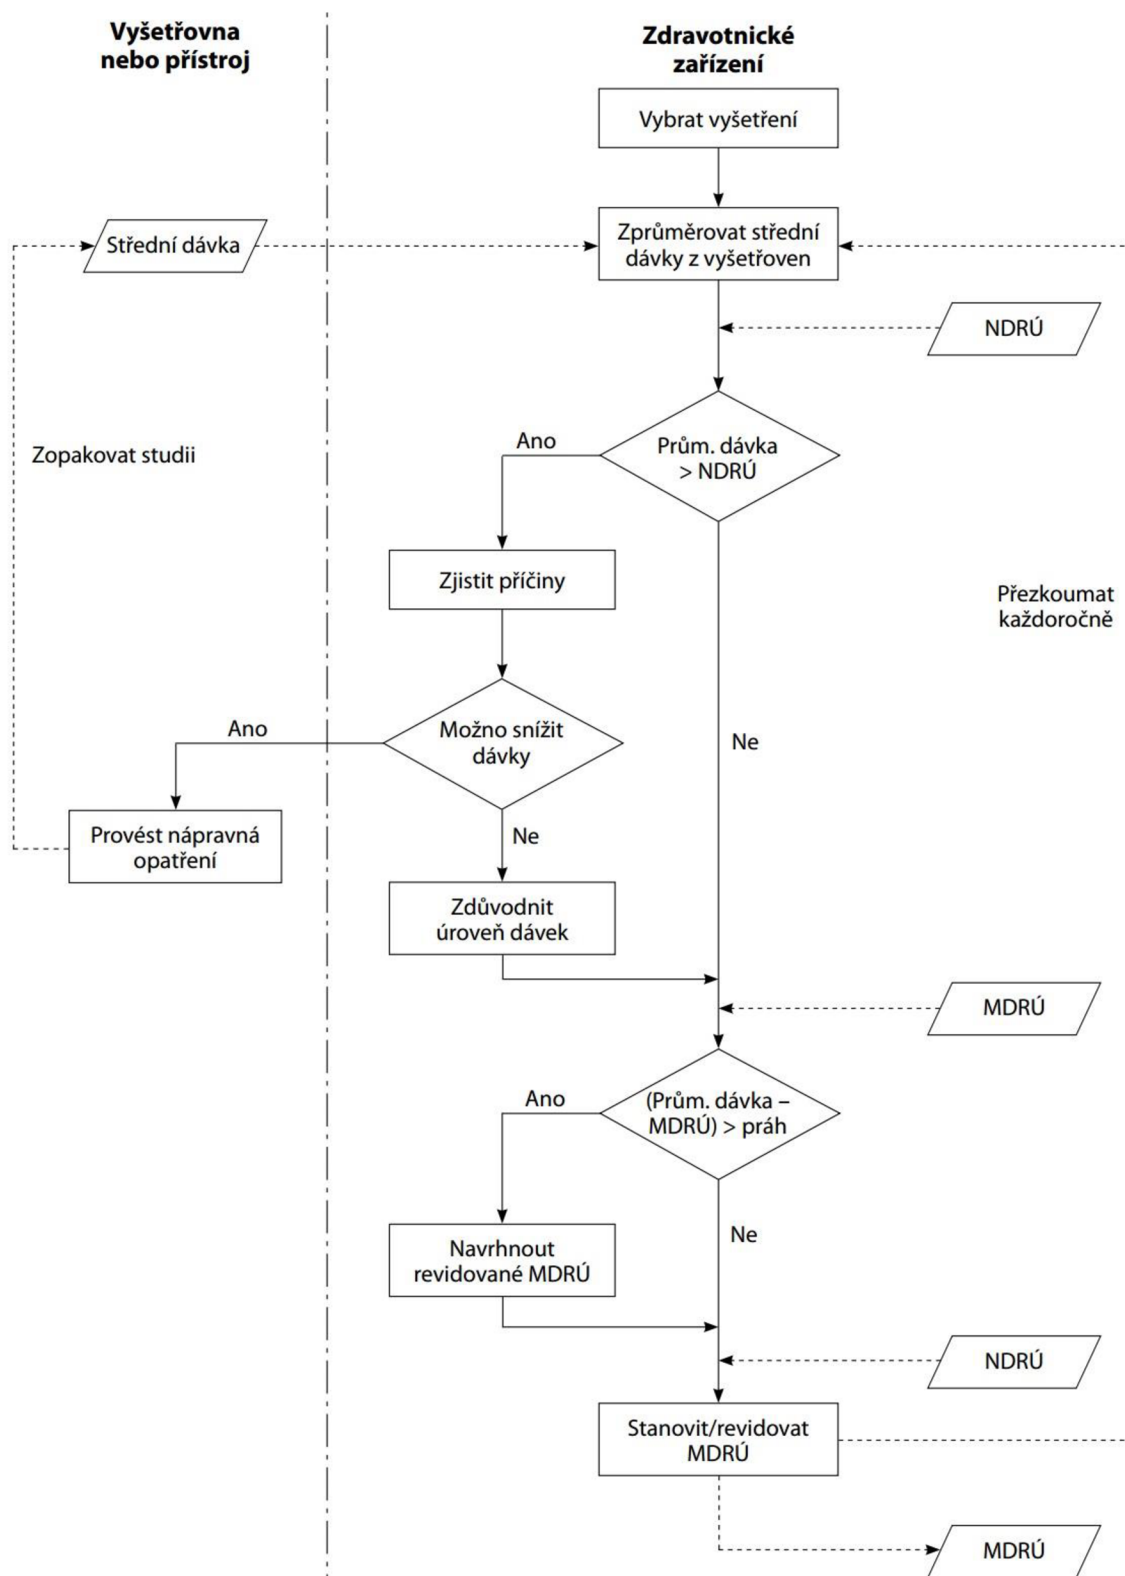 Vyšetřovna
nebo přístroj
Zdravotnické
zařízení
Vybrat vyšetření
Střední dávka
Zprůměrovat střední
dávky z vyšetřoven
NDRÚ
Zopakovat studii
Ano
Prům. dávka
> NDRÚ
Zjistit příčiny
Přezkoumat
každoročně
Ano
Možno snížit
dávky
Ne
Provést nápravná
opatření
Ne
Zdůvodnit
úroveň dávek
MDRÚ
Ano
(Prům. dávka –
MDRÚ) > práh
Ne
Navrhnout
revidované MDRÚ
NDRÚ
Stanovit/revidovat
MDRÚ
MDRÚ